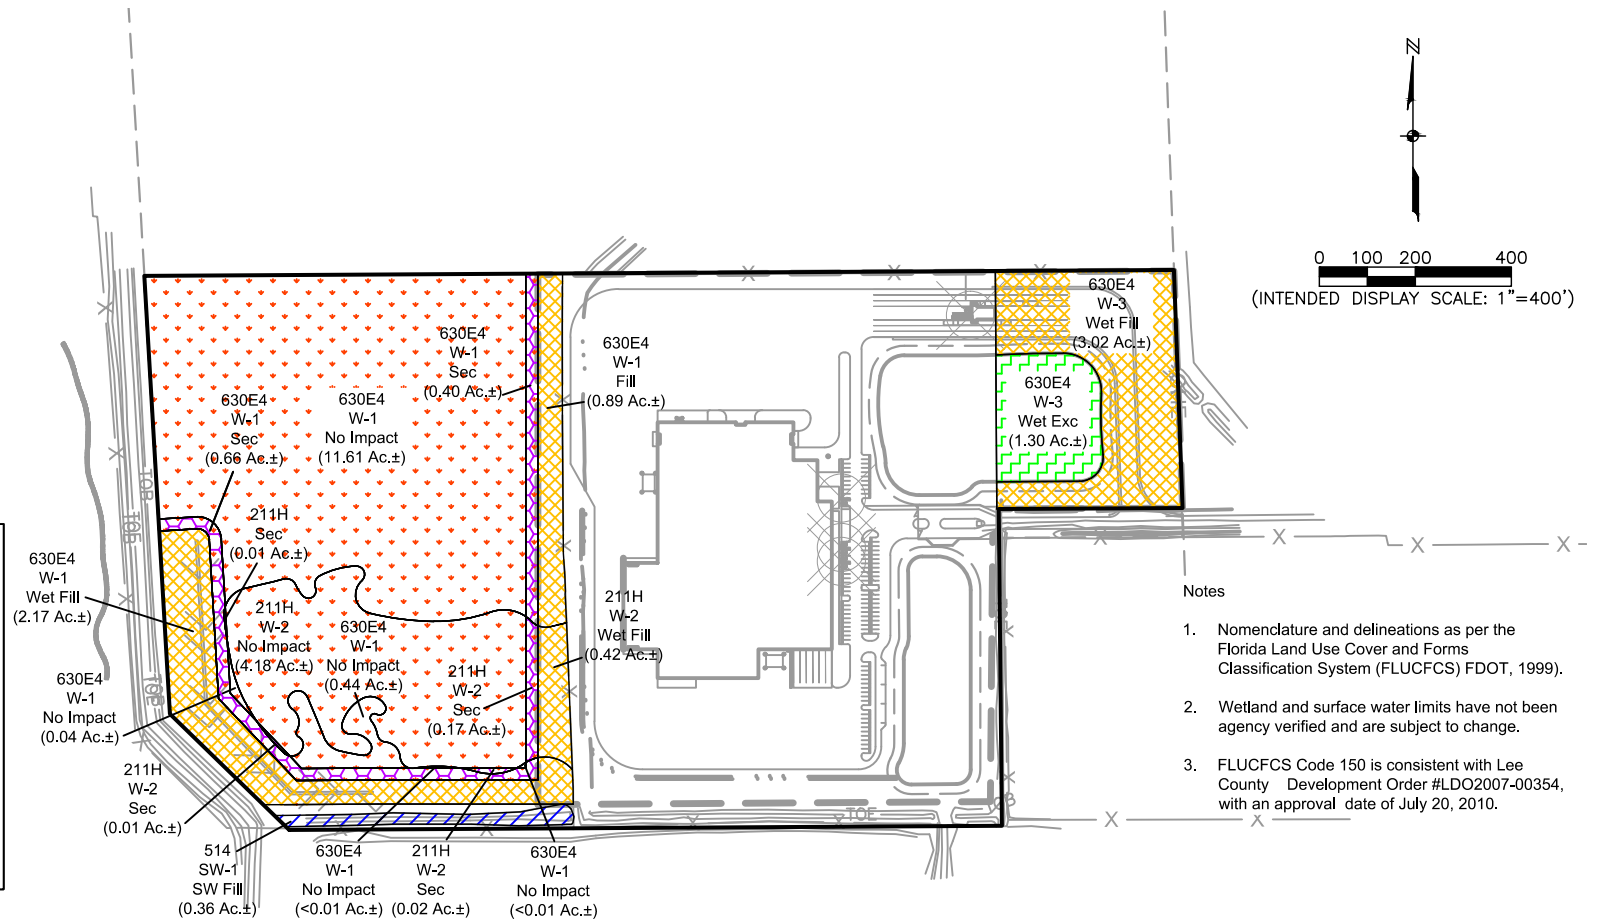 N
0 100 200 400
(INTENDED DISPLAY SCALE: 1"=400')
630E4
W-3
Wet Fill
(3.02 Ac.±)
630E4
W-3
Wet Exc
(1.30 Ac.±)
630E4
W-1
Sec
(0.40 Ac.±)
630E4
W-1
Fill
(0.89 Ac.±)
630E4
W-1
Sec
(0.66 Ac.±)
630E4
W-1
No Impact
(11.61 Ac.±)
211H
Sec
(0.01 Ac.±)
630E4
W-1
Wet Fill
(2.17 Ac.±)
211H
W-2
No Impact
(4.18 Ac.±)
630E4
W-1
No Impact
(0.44 Ac.±)
211H
W-2
Wet Fill
(0.42 Ac.±)
211H
W-2
Sec
(0.17 Ac.±)
630E4
W-1
No Impact
(0.04 Ac.±)
211H
W-2
Sec
(0.01 Ac.±)
514
SW-1
SW Fill
(0.36 Ac.±)
630E4
W-1
No Impact
(<0.01 Ac.±)
211H
W-2
Sec
(0.02 Ac.±)
630E4
W-1
No Impact
(<0.01 Ac.±)
TOB
TOE
TOE
Notes
1. Nomenclature and delineations as per the
Florida Land Use Cover and Forms
Classification System (FLUCFCS) FDOT, 1999).
2. Wetland and surface water limits have not been
agency verified and are subject to change.
3. FLUCFCS Code 150 is consistent with Lee
County Development Order #LDO2007-00354,
with an approval date of July 20, 2010.